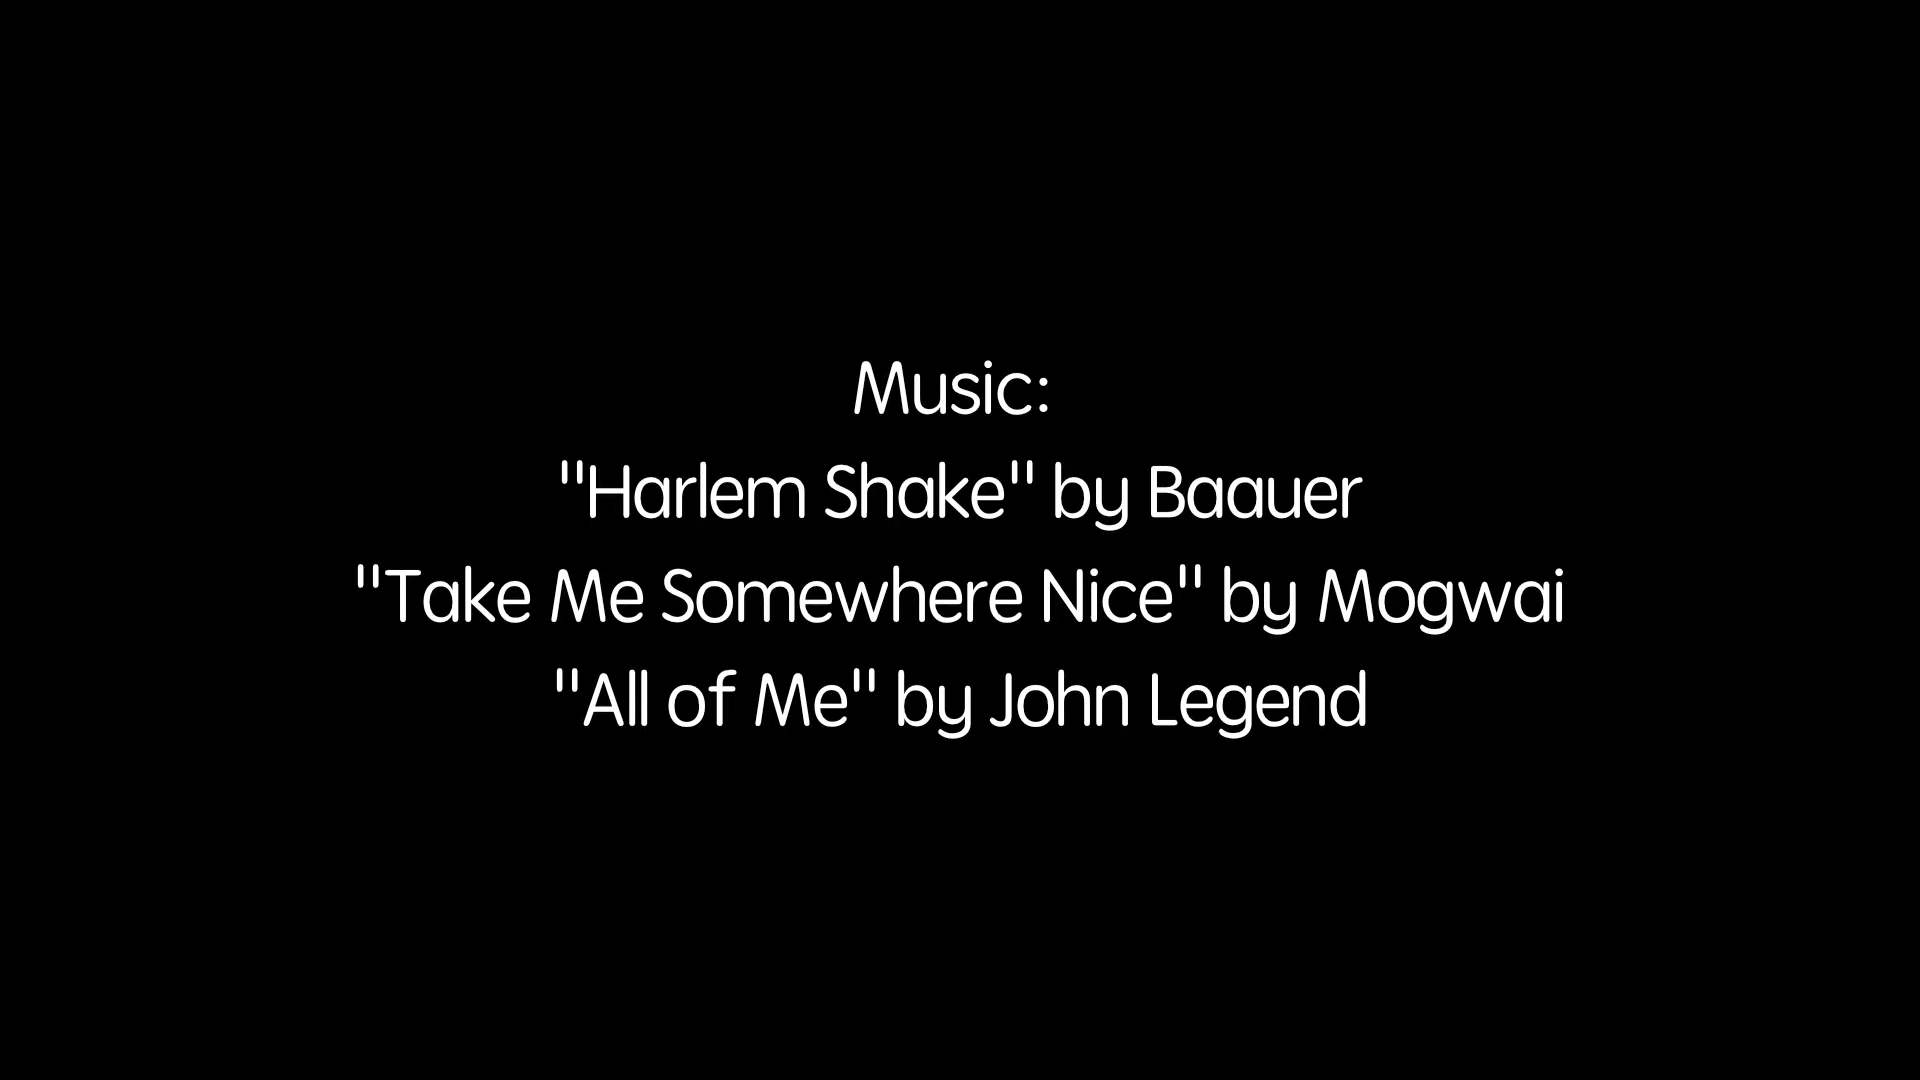 Music:
"Harlem Shake" by Baauer
"Take Me Somewhere Nice" by Mogwai
"All of Me" by John Legend